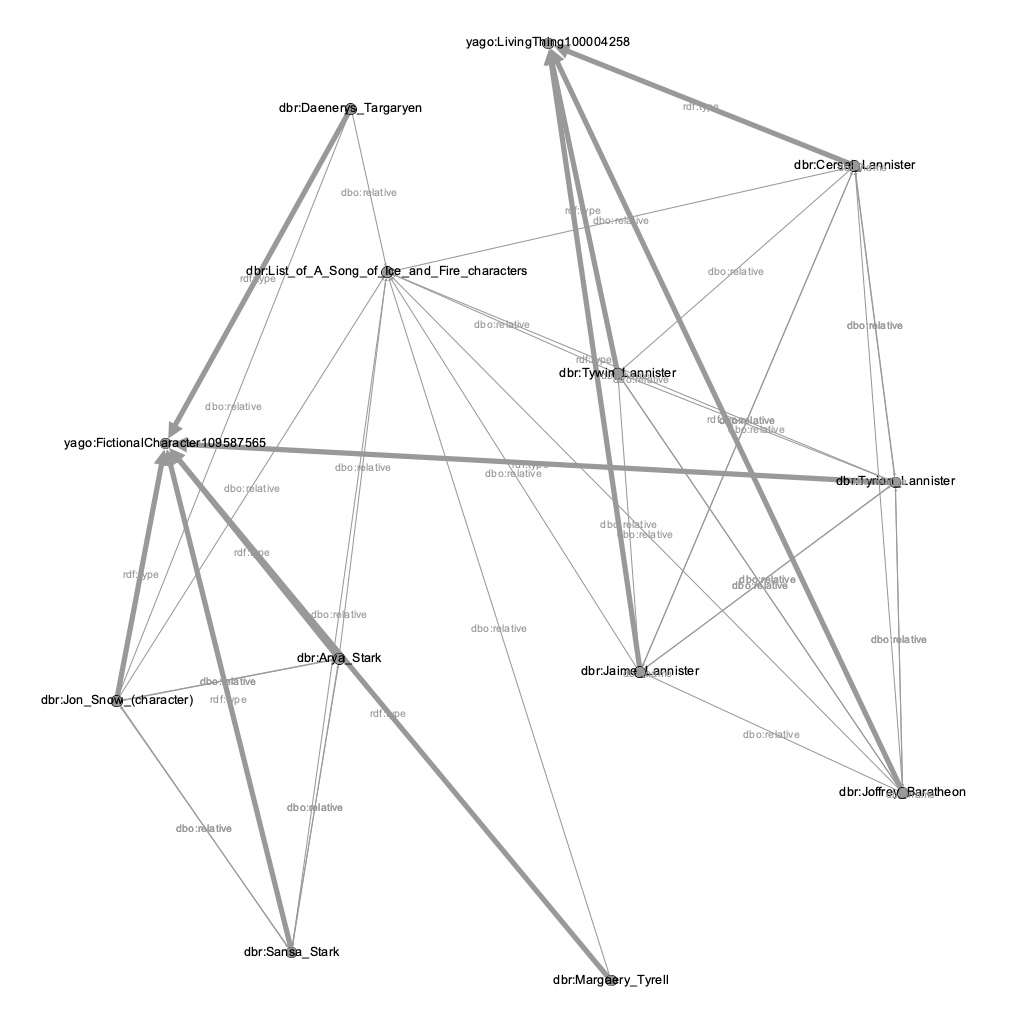 yago:LivingThing100004258
dbr:Daenerys_Targaryen
rdf:type
dbr:Cersei_Lannister
dbo:relative
rdf:type
dbo:relative
dbr:List_of_A_Song_of_Ice_and_Fire_characters
dbo:relative
rdf:type
dbo:relative
dbo:relative
rdf:type
dbr:Tywin_Lannister
dbo:relative
dbo:relative
rdf:type
dbo:relative
dbo:relative
yago:FictionalCharacter109587565
dbo:relative
rdf:type
dbo:relative
dbr:Tyrion_Lannister
dbo:relative
dbo:relative
dbo:relative
rdf:type
rdf:type
dbo:relative
dbo:relative
dbo:relative
dbo:relative
dbo:relative
dbr:Arya_Stark
dbr:Jaime_Lannister
dbo:relative
dbr:Jon_Snow_(character)
rdf:type
rdf:type
dbo:relative
dbr:Joffrey_Baratheon
dbo:relative
dbo:relative
dbr:Sansa_Stark
dbr:Margaery_Tyrell